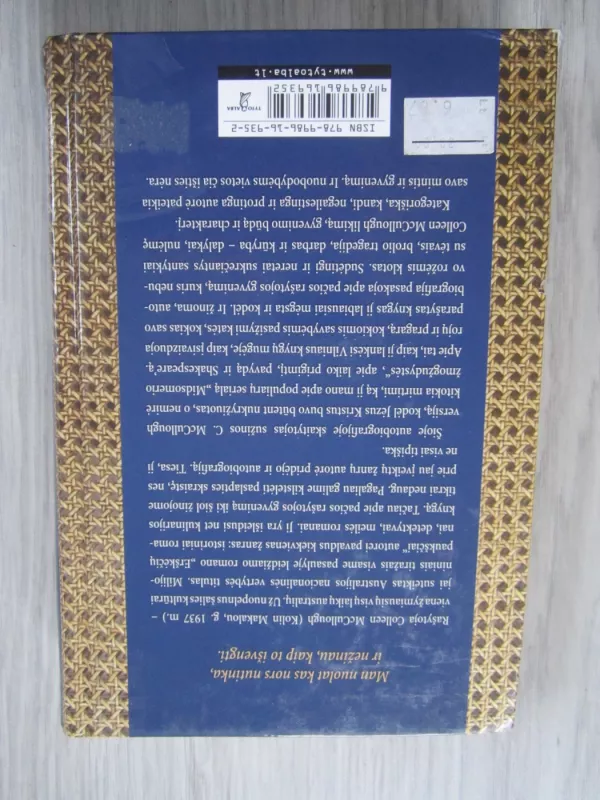 Man nuolat kas nors nutinka,
ir nežinau, kaip to išvengti.
Rašytoja Colleen McCullough (Kolin Makalou, g. 1937 m.) –
viena žymiausių visų laikų australių. Už nuopelnus šalies kultūrai
jai suteiktas Australijos nacionalinės vertybės titulas. Milijo-
niniais tiražais visame pasaulyje leidžiamo romano „Erškėčių
paukščiai“ autorei pavaldus kiekvienas žanras: istoriniai roma-
nai, detektyvai, meilės romanai. Ji yra išleidusi net kulinarijos
knygą. Tačiau apie pačios rašytojos gyvenimą iki šiol žinojome
tikrai nedaug. Pagaliau galime kilstelėti paslapties skraistę, nes
prie jau įveiktų žanrų autorė pridėjo ir autobiografiją. Tiesa, ji
ne visai tipiška.
Šioje autobiografijoje skaitytojas sužinos C. McCullough
versiją, kodėl Jėzus Kristus buvo būtent nukryžiuotas, o nemirė
kitokia mirtimi, ką ji mano apie populiarų serialą „Midsomerio
žmogžudystės“, apie laiko prigimtį, pavydą ir Shakespeare'ą.
Apie tai, kaip ji lankėsi Vilniaus knygų mugėje, kaip įsivaizduoja
rojų ir pragarą, kokiomis savybėmis pasižymi katės, kokias savo
parašytas knygas ji labiausiai mėgsta ir kodėl. Ir, žinoma, auto-
biografija pasakoja apie pačios rašytojos gyvenimą, kuris nebu-
vo rožėmis klotas. Sudėtingi ir neretai sukrečiantys santykiai
su tėvais, brolio tragedija, darbas ir kūryba – dalykai, nulėmę
Colleen McCullough likimą, gyvenimo būdą ir charakterį.
Kategoriška, kandi, negailestinga ir protinga autorė pateikia
savo mintis ir gyvenimą. Ir nuobodybėms vietos čia išties nėra.
ISBN 978-9986-16-935-2
9 789986 169352
TYTO ALBA
www.tytoalba.lt